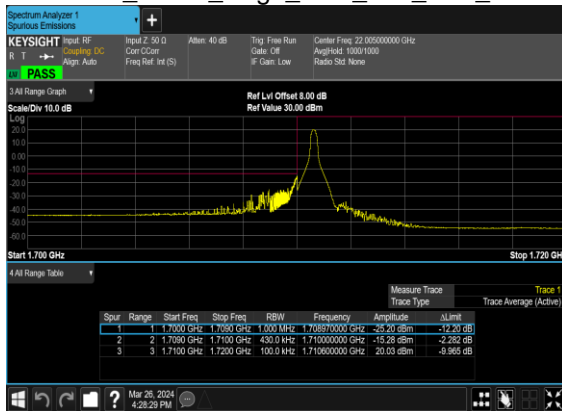 Spectrum Analyzer 1
Spurious Emissions
KEYSIGHT Input: RF Input Z: 50 Ω Atten: 40 dB Trig: Free Run Center Freq: 22.005000000 GHz
R T Coupling: DC Corr CCorr Gate: Off Avg|Hold: 1000/1000
Align: Auto Freq Ref: Int (S) IF Gain: Low Radio Std: None
PASS
3 All Range Graph
Ref Lvl Offset 8.00 dB
Scale/Div 10.0 dB Ref Value 30.00 dBm
Log
20.0
10.0
0.00
-10.0
-20.0
-30.0
-40.0
-50.0
-60.0
Start 1.700 GHz Stop 1.720 GH
4 All Range Table
Measure Trace Trace 1
Trace Type Trace Average (Active)
Spur Range Start Freq Stop Freq RBW Frequency Amplitude ΔLimit
1 1 1.7000 GHz 1.7090 GHz 1.000 MHz 1.708970000 GHz -25.20 dBm -12.20 dB
2 2 1.7090 GHz 1.7100 GHz 430.0 kHz 1.710000000 GHz -15.28 dBm -2.282 dB
3 3 1.7100 GHz 1.7200 GHz 100.0 kHz 1.710600000 GHz 20.03 dBm -9.965 dB
Mar 26, 2024
4:28:29 PM